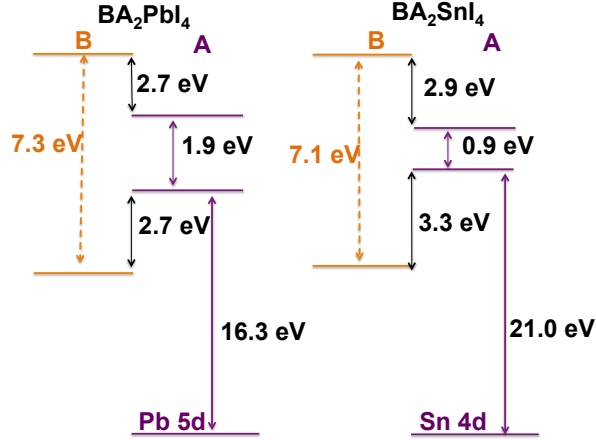 BA₂PbI₄
B
A
2.7 eV
7.3 eV
1.9 eV
2.7 eV
16.3 eV
Pb 5d
BA₂SnI₄
B
A
2.9 eV
7.1 eV
0.9 eV
3.3 eV
21.0 eV
Sn 4d